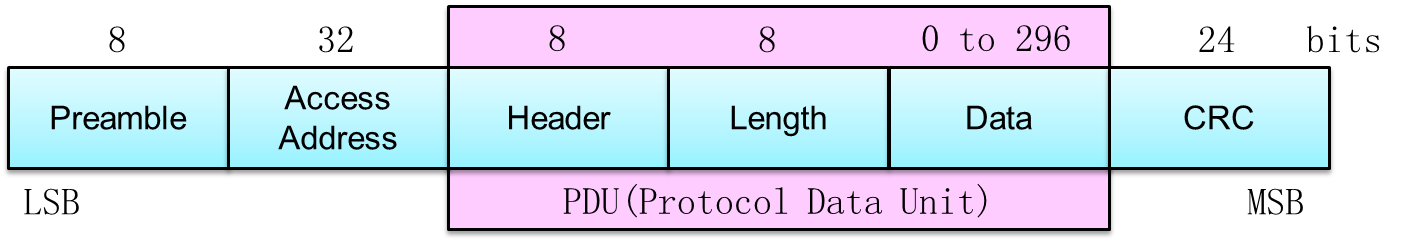 8 32 8 8 0 to 296 24 bits
Preamble Access Address Header Length Data CRC
LSB PDU(Protocol Data Unit) MSB